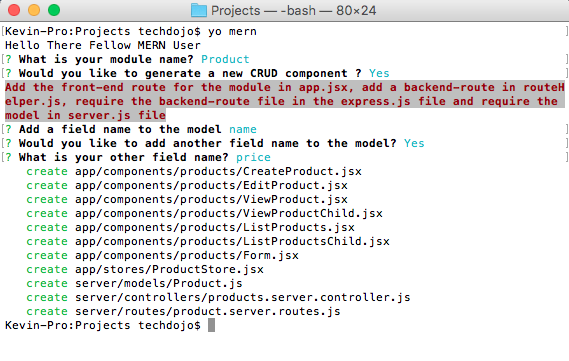 Projects — -bash — 80×24
[Kevin-Pro:Projects techdojo$ yo mern ]
Hello There Fellow MERN User
[? What is your module name? Product ]
[? Would you like to generate a new CRUD component ? Yes ]
Add the front-end route for the module in app.jsx, add a backend-route in routeH
elper.js, require the backend-route file in the express.js file and require the
model in server.js file
[? Add a field name to the model name ]
[? Would you like to add another field name to the model? Yes ]
[? What is your other field name? price ]
create app/components/products/CreateProduct.jsx
create app/components/products/EditProduct.jsx
create app/components/products/ViewProduct.jsx
create app/components/products/ViewProductChild.jsx
create app/components/products/ListProducts.jsx
create app/components/products/ListProductsChild.jsx
create app/components/products/Form.jsx
create app/stores/ProductStore.jsx
create server/models/Product.js
create server/controllers/products.server.controller.js
create server/routes/product.server.routes.js
Kevin-Pro:Projects techdojo$